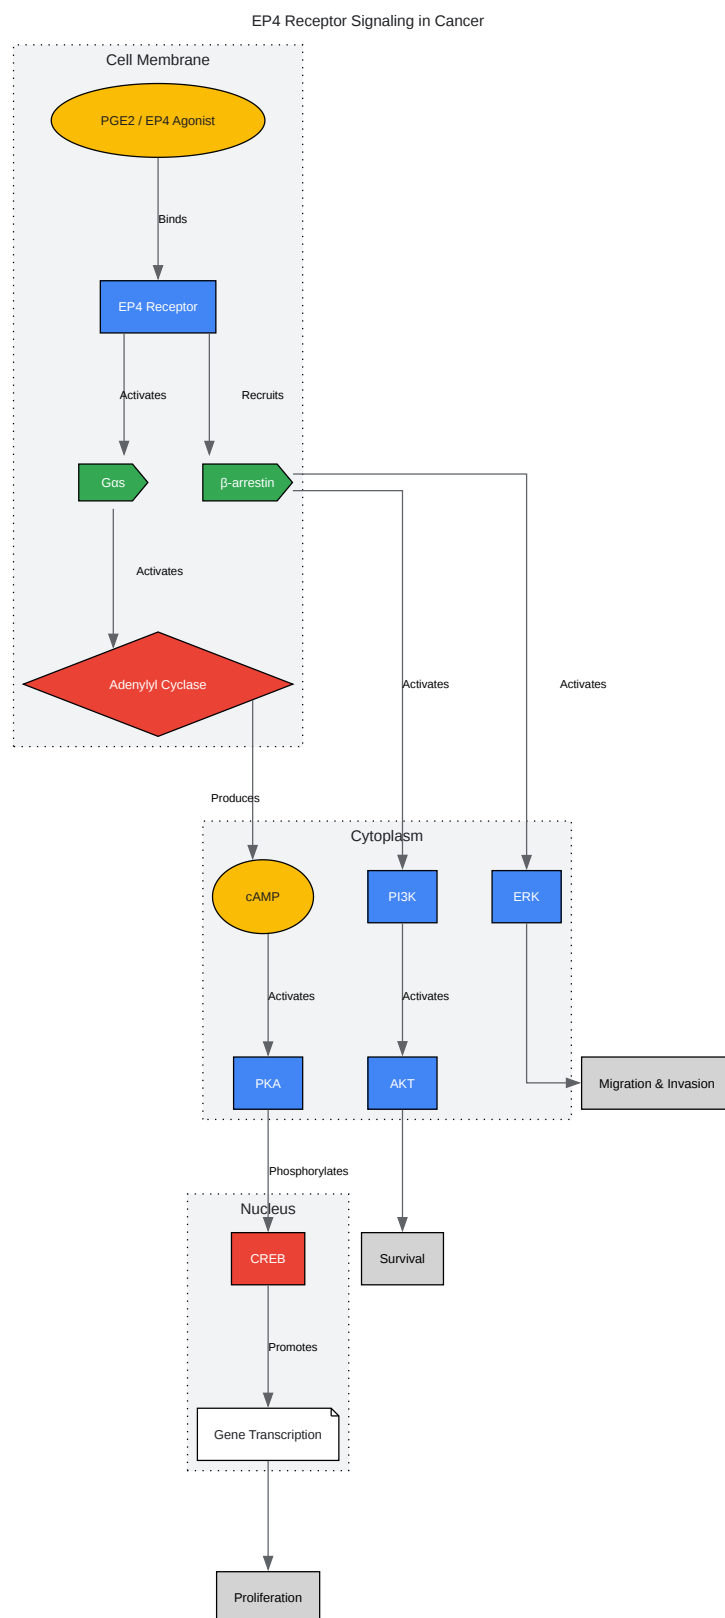 EP4 Receptor Signaling in Cancer
Cell Membrane
PGE2 / EP4 Agonist
Binds
EP4 Receptor
Activates
Recruits
Gαs
β-arrestin
Activates
Adenylyl Cyclase
Activates
Activates
Produces
Cytoplasm
cAMP
PI3K
ERK
Activates
Activates
PKA
AKT
Migration & Invasion
Phosphorylates
Nucleus
CREB
Survival
Promotes
Gene Transcription
Proliferation